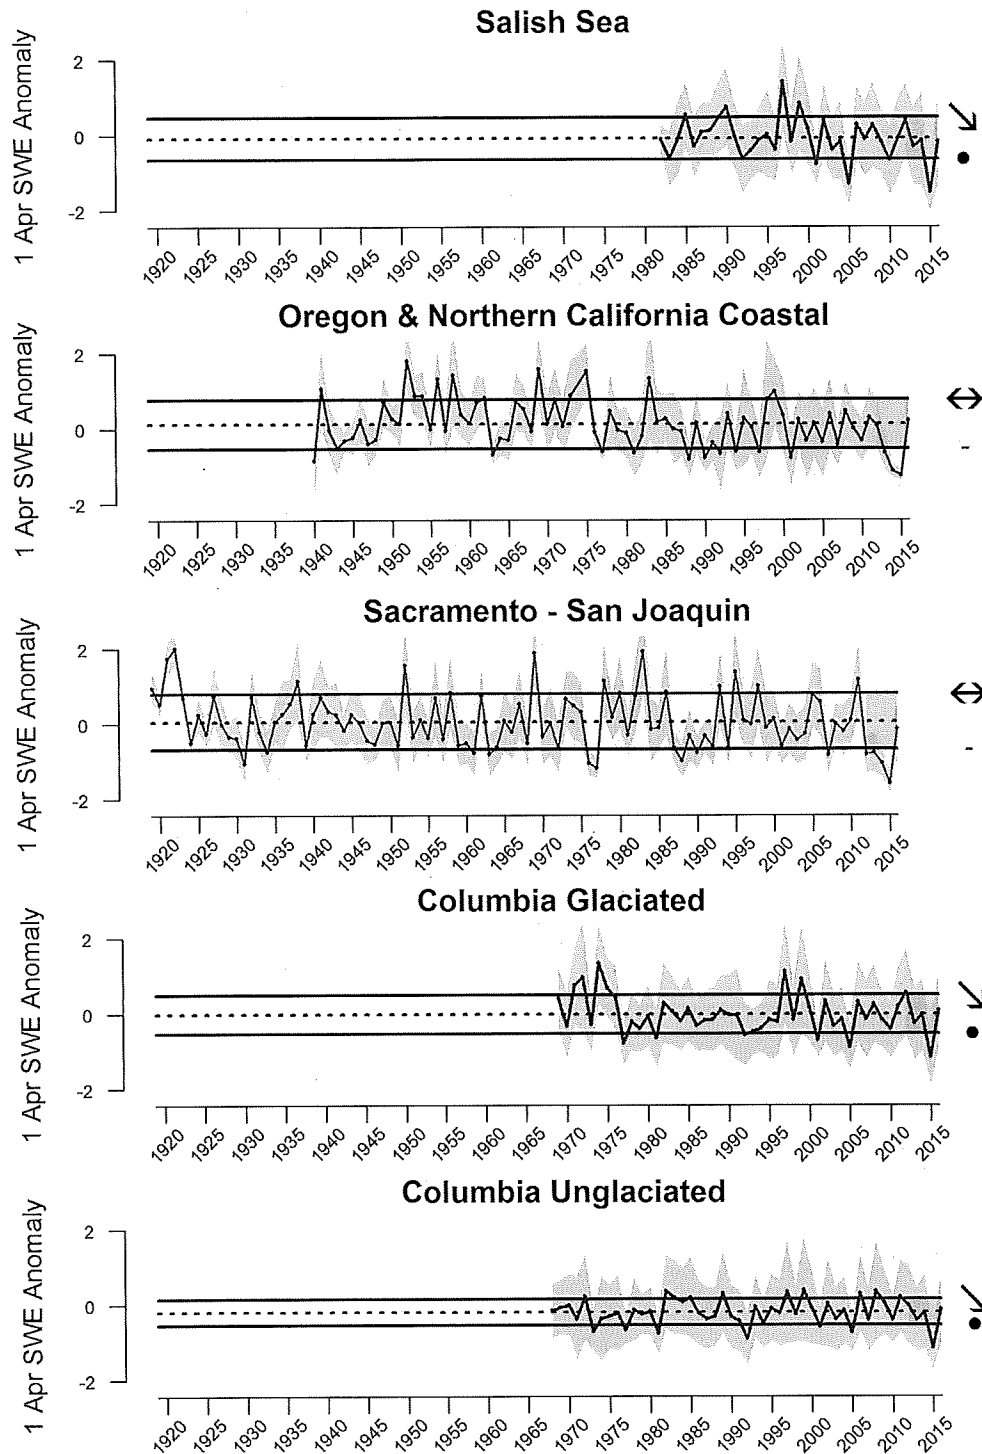 Salish Sea
1 Apr SWE Anomaly
2
0
-2
1920 1925 1930 1935 1940 1945 1950 1955 1960 1965 1970 1975 1980 1985 1990 1995 2000 2005 2010 2015
Oregon & Northern California Coastal
1 Apr SWE Anomaly
2
0
-2
-
1920 1925 1930 1935 1940 1945 1950 1955 1960 1965 1970 1975 1980 1985 1990 1995 2000 2005 2010 2015
Sacramento - San Joaquin
1 Apr SWE Anomaly
2
0
-2
-
1920 1925 1930 1935 1940 1945 1950 1955 1960 1965 1970 1975 1980 1985 1990 1995 2000 2005 2010 2015
Columbia Glaciated
1 Apr SWE Anomaly
2
0
-2
1920 1925 1930 1935 1940 1945 1950 1955 1960 1965 1970 1975 1980 1985 1990 1995 2000 2005 2010 2015
Columbia Unglaciated
1 Apr SWE Anomaly
2
0
-2
1920 1925 1930 1935 1940 1945 1950 1955 1960 1965 1970 1975 1980 1985 1990 1995 2000 2005 2010 2015